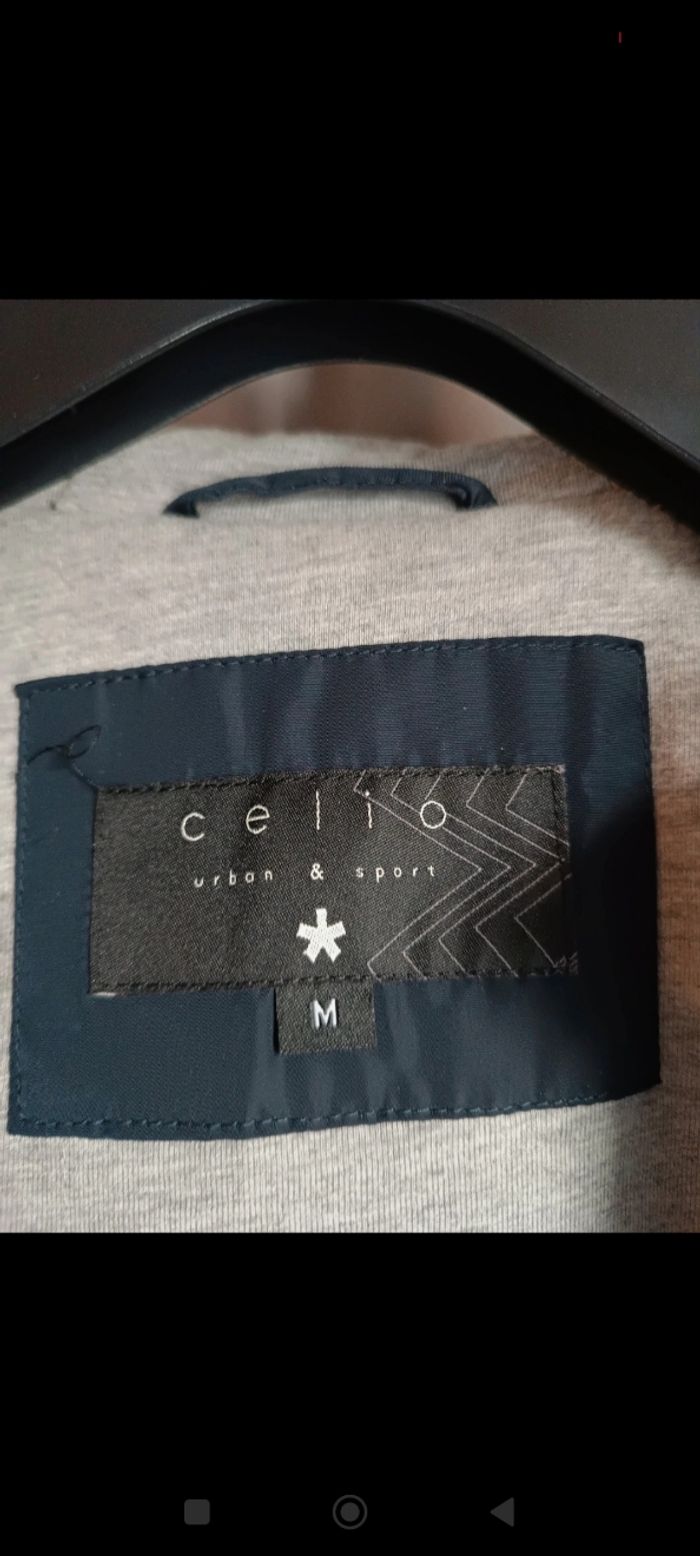 celio
urban & sport
M